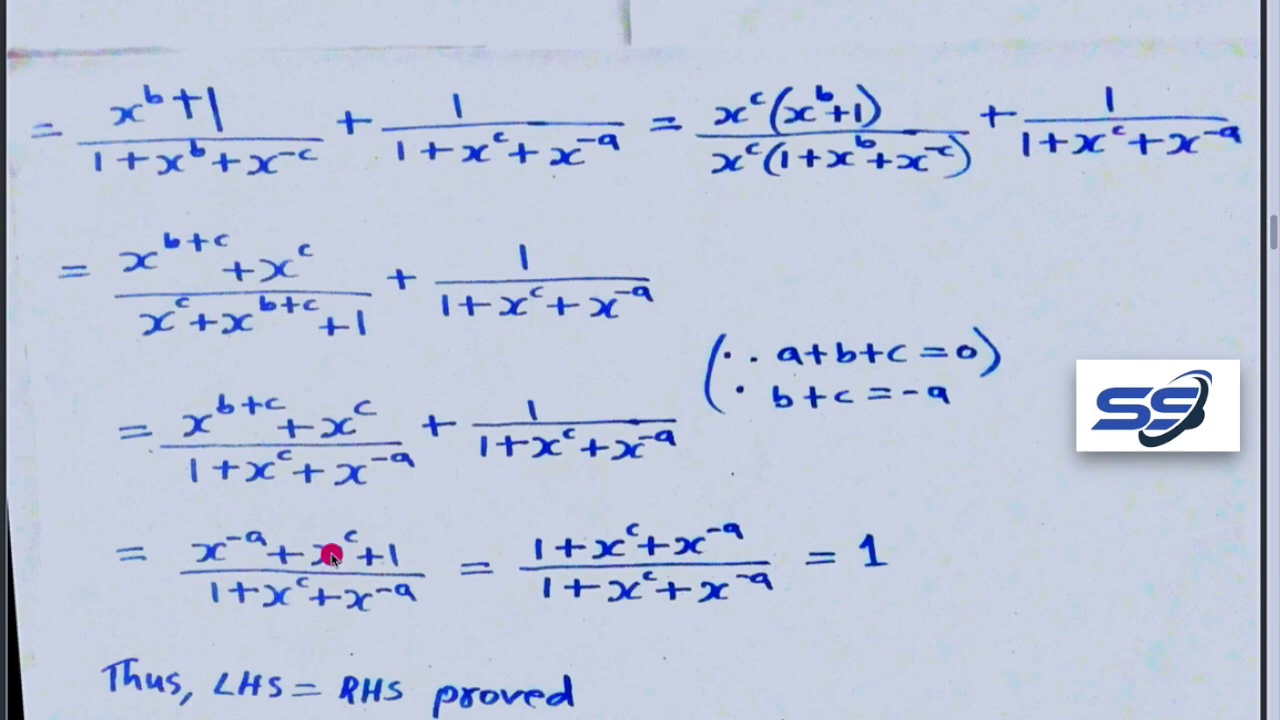 = (x^b + 1)/(1 + x^b + x^-c) + 1/(1 + x^c + x^-a) = x^c(x^b + 1)/x^c(1 + x^b + x^-c) + 1/(1 + x^c + x^-a)
= (x^b+c + x^c)/(x^c + x^b+c + 1) + 1/(1 + x^c + x^-a)
(∵ a + b + c = 0)
b + c = -a
= (x^b+c + x^c)/(1 + x^c + x^-a) + 1/(1 + x^c + x^-a)
= (x^-a + x^c + 1)/(1 + x^c + x^-a) = (1 + x^c + x^-a)/(1 + x^c + x^-a) = 1
Thus, LHS = RHS proved
SS